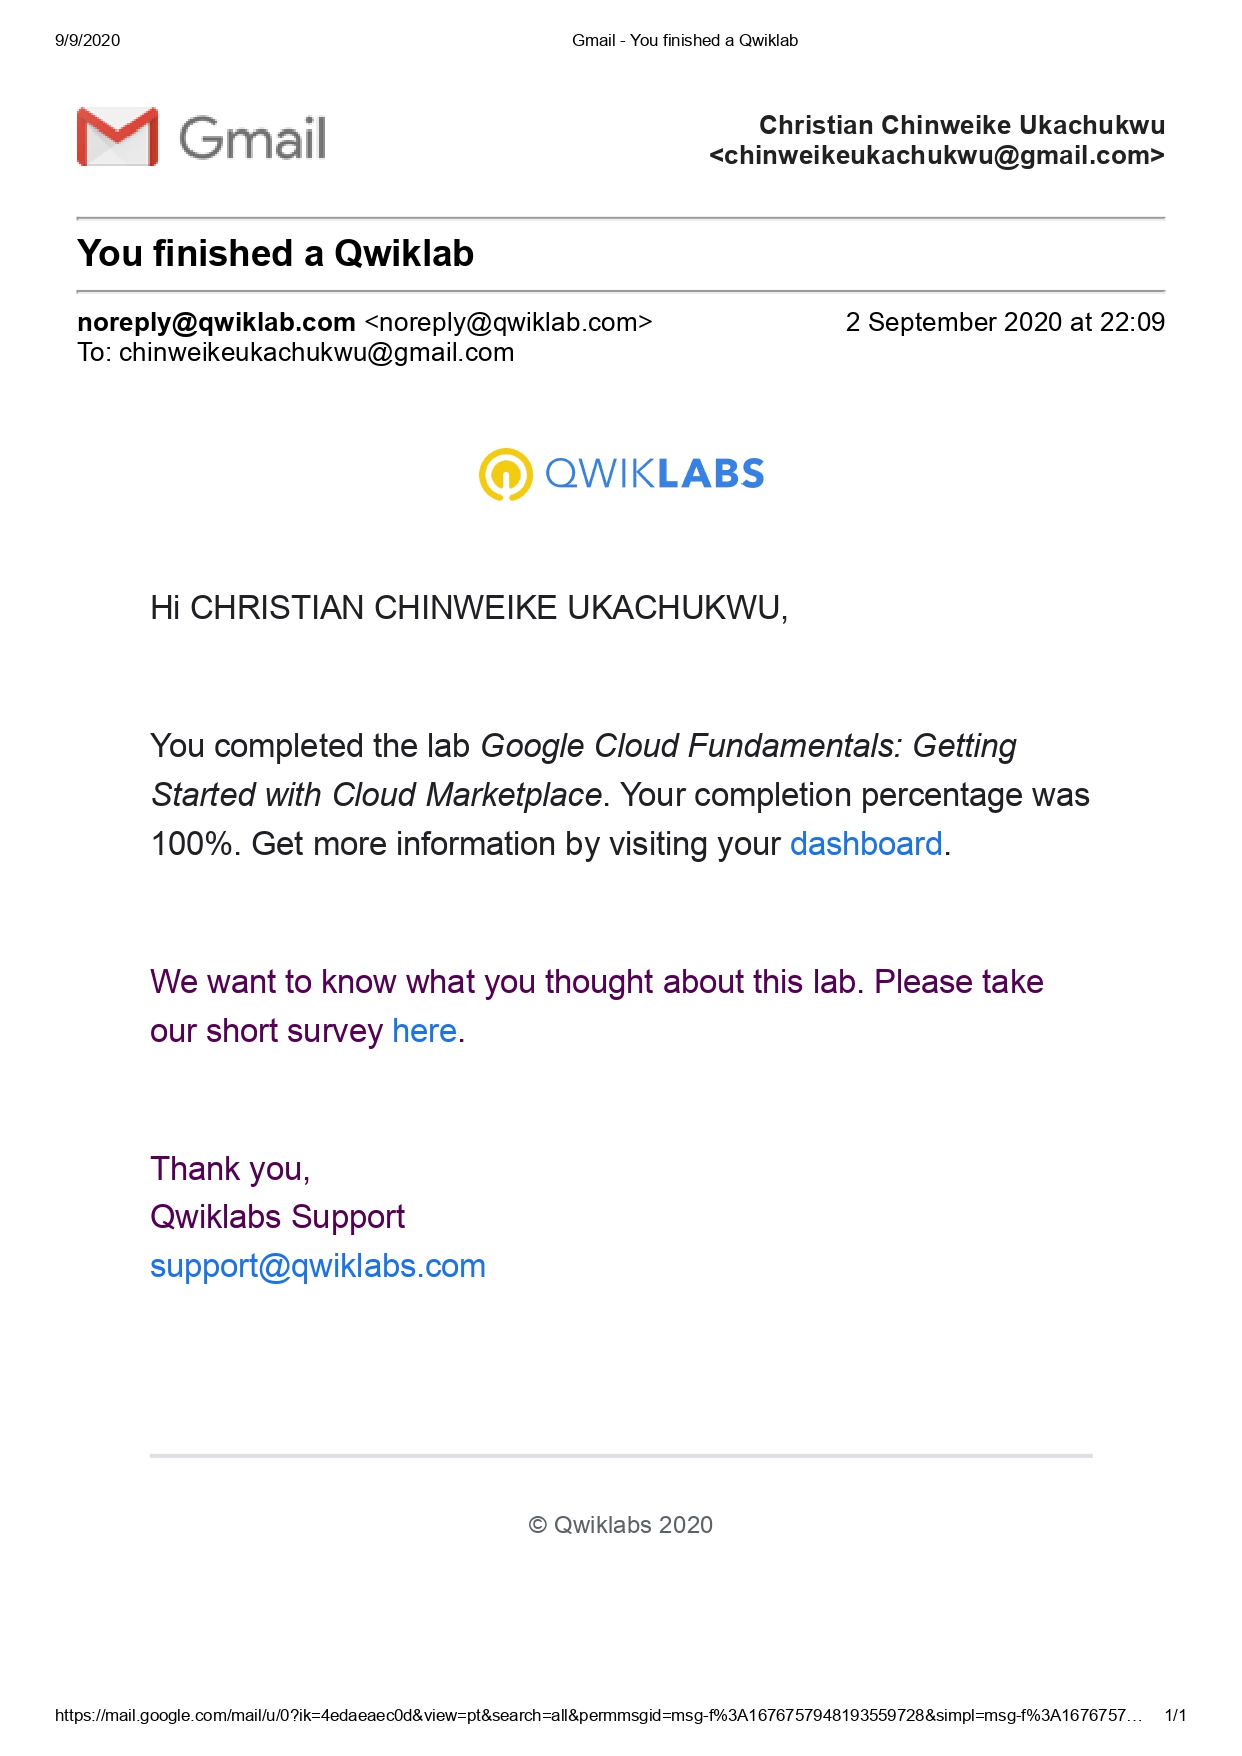 9/9/2020 Gmail - You finished a Qwiklab
Gmail
Christian Chinweike Ukachukwu
<chinweikeukachukwu@gmail.com>
You finished a Qwiklab
noreply@qwiklab.com <noreply@qwiklab.com> 2 September 2020 at 22:09
To: chinweikeukachukwu@gmail.com
QWIKLABS
Hi CHRISTIAN CHINWEIKE UKACHUKWU,
You completed the lab Google Cloud Fundamentals: Getting
Started with Cloud Marketplace. Your completion percentage was
100%. Get more information by visiting your dashboard.
We want to know what you thought about this lab. Please take
our short survey here.
Thank you,
Qwiklabs Support
support@qwiklabs.com
© Qwiklabs 2020
https://mail.google.com/mail/u/0?ik=4edaeaec0d&view=pt&search=all&permmsgid=msg-f%3A1676757948193559728&simpl=msg-f%3A1676757… 1/1